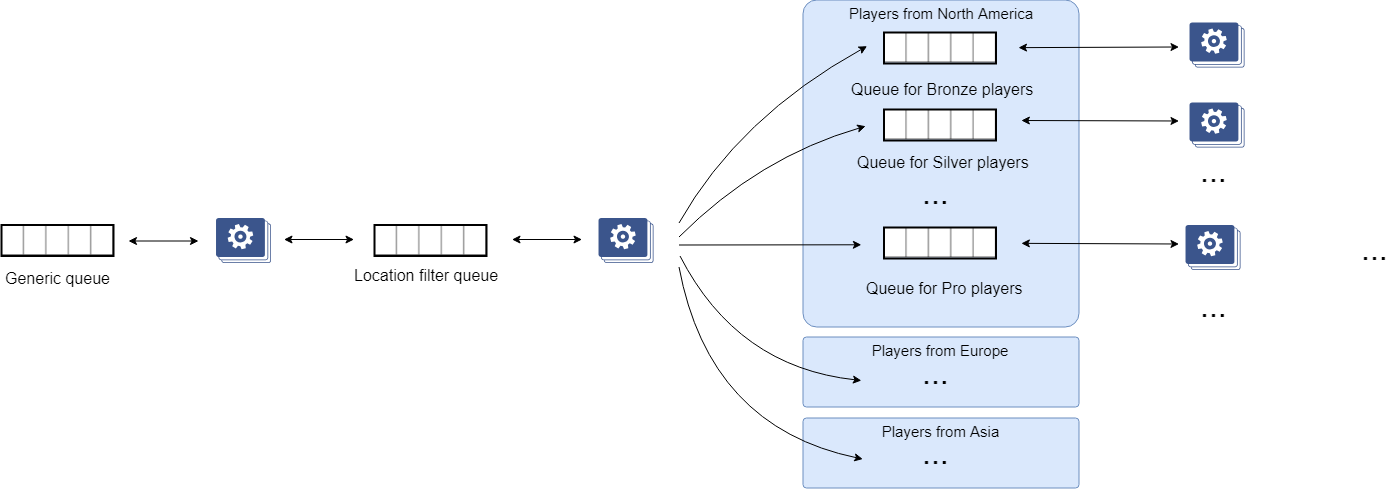 Players from North America
Queue for Bronze players
Queue for Silver players
...
...
Generic queue
Location filter queue
Queue for Pro players
...
...
Players from Europe
...
Players from Asia
...